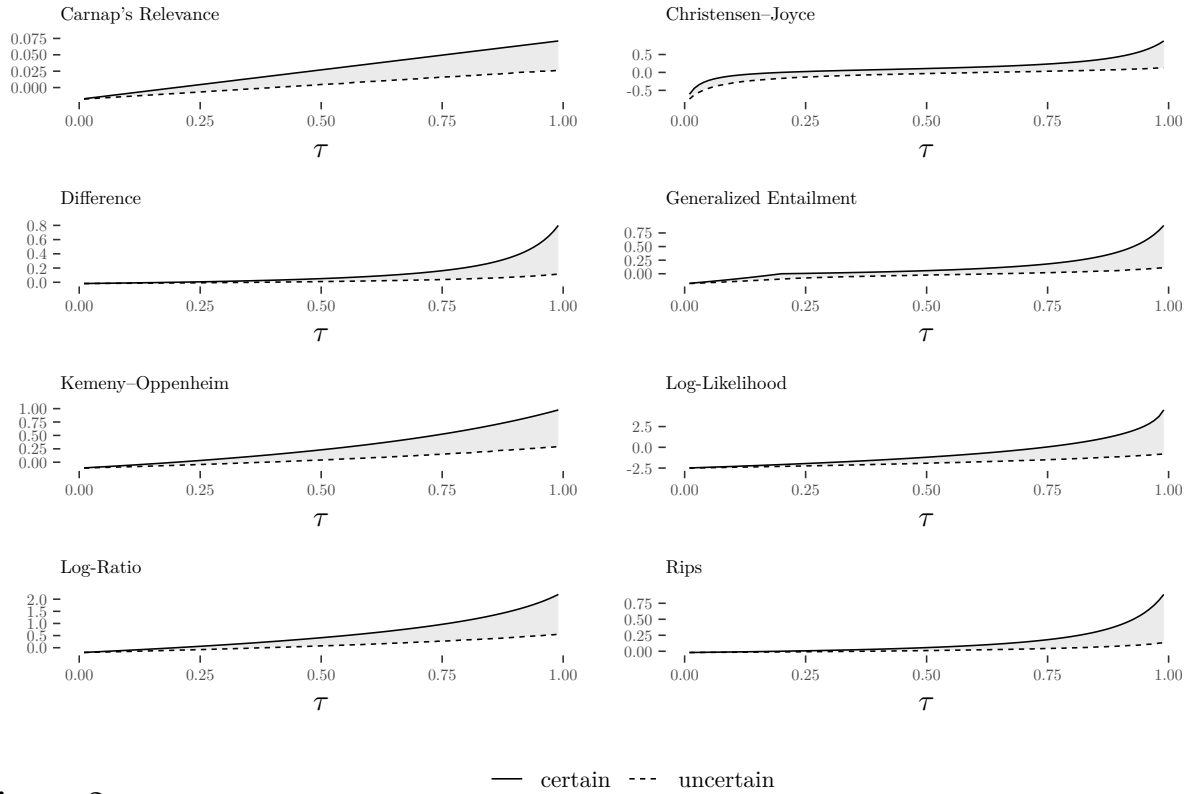 Carnap's Relevance
0.075
0.050
0.025
0.000
0.00 0.25 0.50 0.75 1.00
τ
Christensen–Joyce
0.5
0.0
-0.5
0.00 0.25 0.50 0.75 1.00
τ
Difference
0.8
0.6
0.4
0.2
0.0
0.00 0.25 0.50 0.75 1.00
τ
Generalized Entailment
0.75
0.50
0.25
0.00
0.00 0.25 0.50 0.75 1.00
τ
Kemeny–Oppenheim
1.00
0.75
0.50
0.25
0.00
0.00 0.25 0.50 0.75 1.00
τ
Log-Likelihood
2.5
0.0
-2.5
0.00 0.25 0.50 0.75 1.00
τ
Log-Ratio
2.0
1.5
1.0
0.5
0.0
0.00 0.25 0.50 0.75 1.00
τ
Rips
0.75
0.50
0.25
0.00
0.00 0.25 0.50 0.75 1.00
τ
certain uncertain